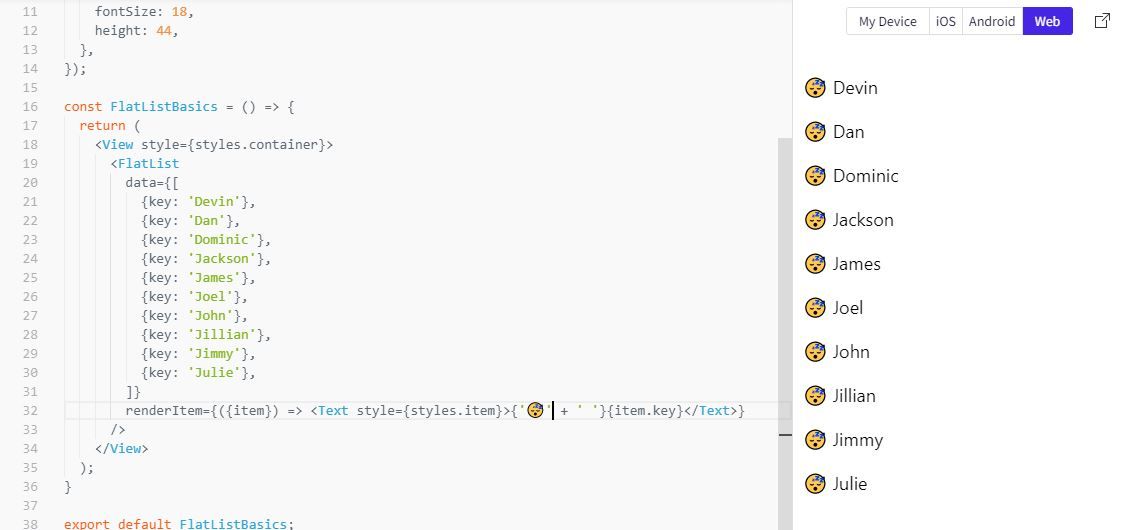 11 fontSize: 18,
12 height: 44,
13 },
14 });
15
16 const FlatListBasics = () => {
17 return (
18 <View style={styles.container}>
19 <FlatList
20 data={[
21 {key: 'Devin'},
22 {key: 'Dan'},
23 {key: 'Dominic'},
24 {key: 'Jackson'},
25 {key: 'James'},
26 {key: 'Joel'},
27 {key: 'John'},
28 {key: 'Jillian'},
29 {key: 'Jimmy'},
30 {key: 'Julie'},
31 ]}
32 renderItem={({item}) => <Text style={styles.item}>{'😴' + ' '}{item.key}</Text>}
33 />
34 </View>
35 );
36 }
37
38 export default FlatListBasics;
My Device iOS Android Web
😴 Devin
😴 Dan
😴 Dominic
😴 Jackson
😴 James
😴 Joel
😴 John
😴 Jillian
😴 Jimmy
😴 Julie